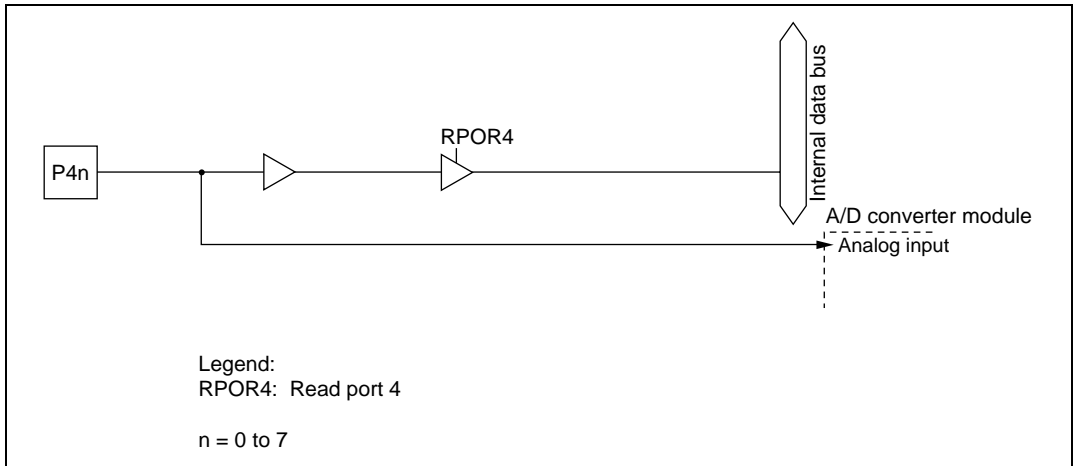 RPOR4
P4n
Internal data bus
A/D converter module
Analog input
Legend:
RPOR4: Read port 4
n = 0 to 7